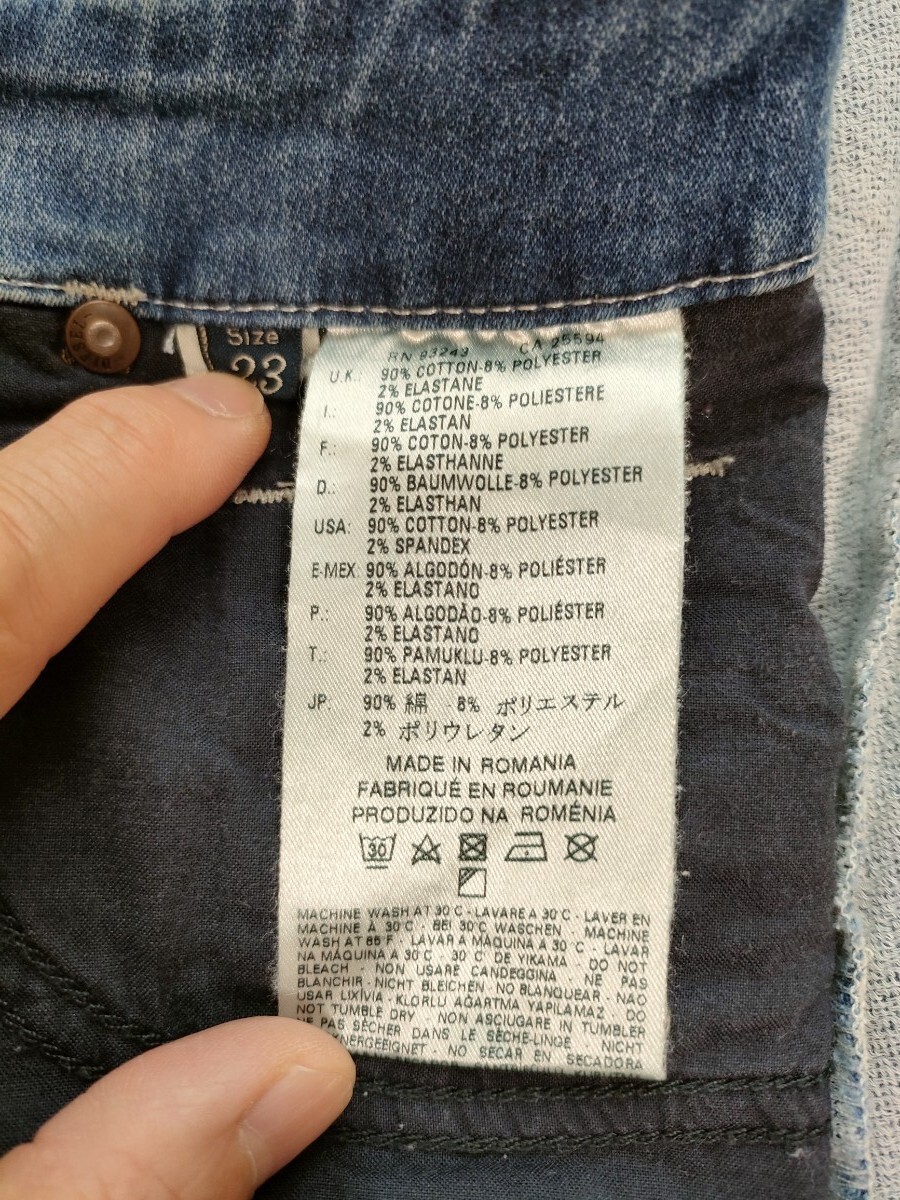 Size
23
RN 93243 CA 25594
U.K.: 90% COTTON-8% POLYESTER
2% ELASTANE
I.: 90% COTONE-8% POLIESTERE
2% ELASTAN
F.: 90% COTON-8% POLYESTER
2% ELASTHANNE
D.: 90% BAUMWOLLE-8% POLYESTER
2% ELASTHAN
USA: 90% COTTON-8% POLYESTER
2% SPANDEX
E-MEX 90% ALGODÓN-8% POLIÉSTER
2% ELASTANO
P.: 90% ALGODÃO-8% POLIÉSTER
2% ELASTANO
T.: 90% PAMUKLU-8% POLYESTER
2% ELASTAN
JP: 90% 綿 8% ポリエステル
2% ポリウレタン
MADE IN ROMANIA
FABRIQUÉ EN ROUMANIE
PRODUZIDO NA ROMÉNIA
30
MACHINE WASH AT 30°C - LAVARE A 30°C - LAVER EN
MACHINE À 30°C - BEI 30°C WASCHEN MACHINE
WASH AT 85 F. LAVAR A MÁQUINA A 30°C - LAVAR
NA MÁQUINA A 30°C - 30°C DE YIKAMA - DO NOT
BLEACH - NON USARE CANDEGGINA - NE PAS
BLANCHIR - NICHT BLEICHEN - NO BLANQUEAR - NAO
USAR LIXÍVIA - KLORLU AĞARTMA YAPILAMAZ - DO
NOT TUMBLE DRY - NON ASCIUGARE IN TUMBLER
NE PAS SÉCHER DANS LE SÈCHE-LINGE NICHT
NO SECAR EN SECADORA